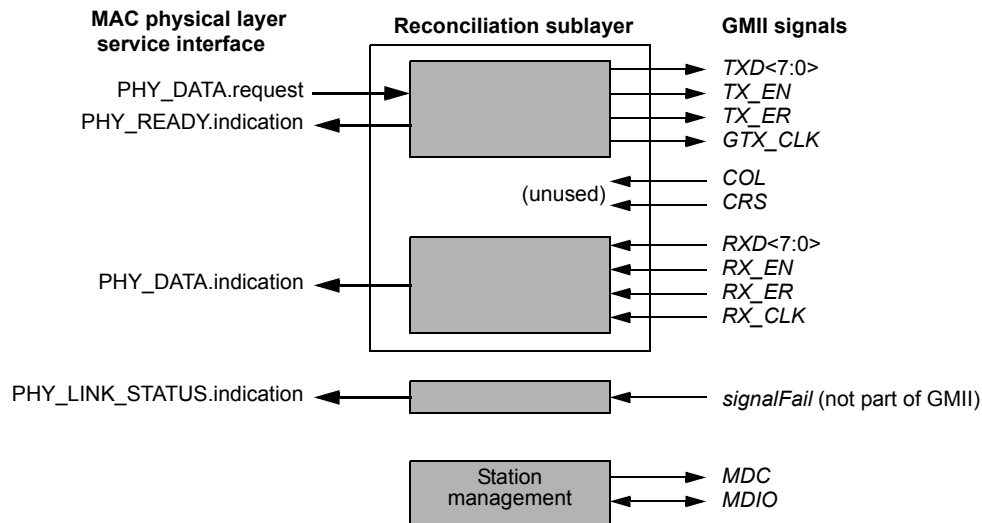 MAC physical layer
service interface
Reconciliation sublayer
GMII signals
PHY_DATA.request
PHY_READY.indication
TXD<7:0>
TX_EN
TX_ER
GTX_CLK
(unused)
COL
CRS
PHY_DATA.indication
RXD<7:0>
RX_EN
RX_ER
RX_CLK
PHY_LINK_STATUS.indication
signalFail (not part of GMII)
Station
management
MDC
MDIO